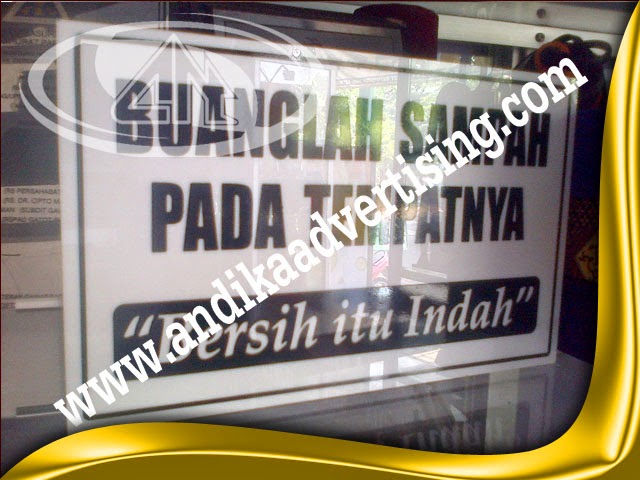 BUANGLAH SAMPAH
PADA TEMPATNYA
"Bersih itu Indah"
www.andikaadvertising.com